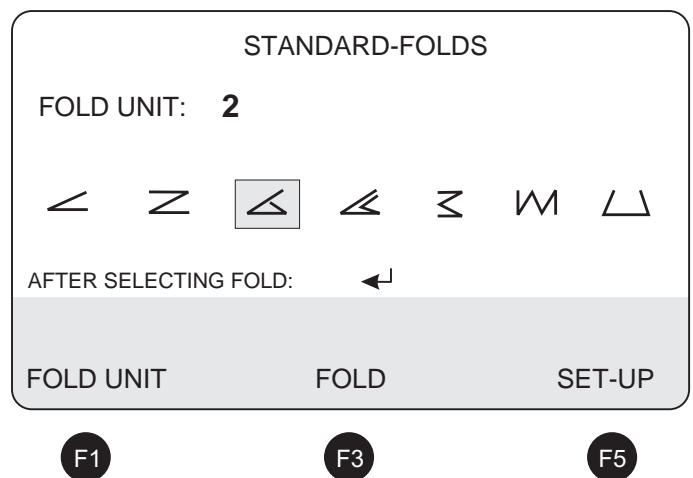 STANDARD-FOLDS
FOLD UNIT: 2
AFTER SELECTING FOLD:
FOLD UNIT FOLD SET-UP
F1 F3 F5